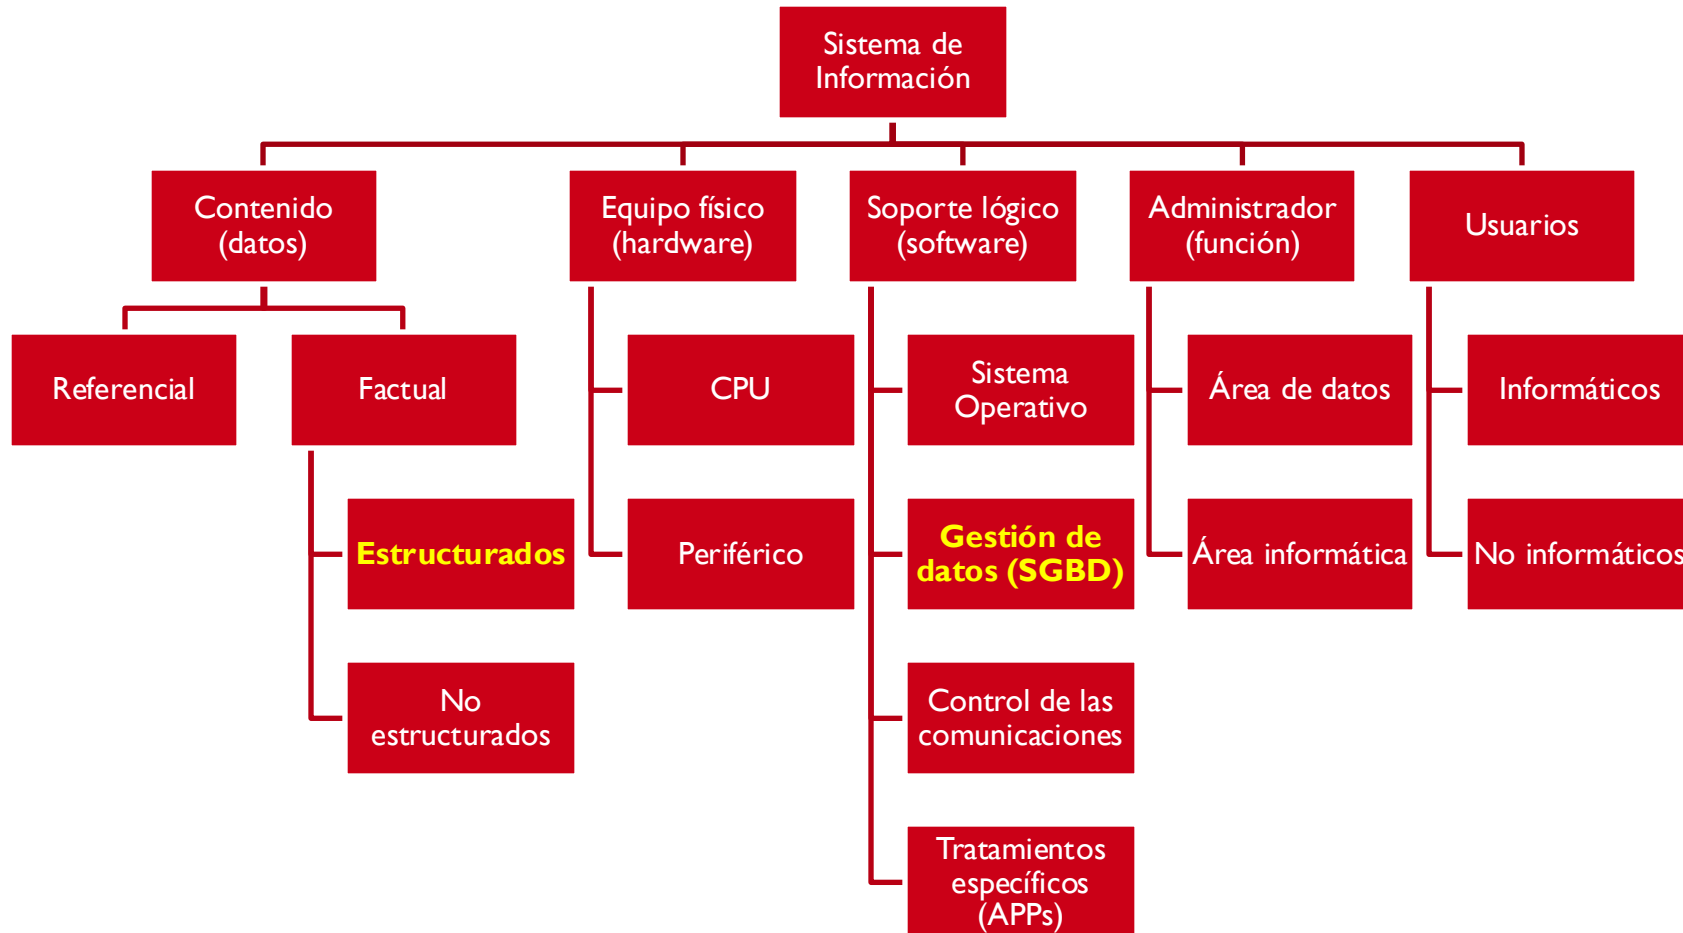 Sistema de
Información
Contenido
(datos)
Equipo físico
(hardware)
Soporte lógico
(software)
Administrador
(función)
Usuarios
Referencial
Factual
CPU
Sistema
Operativo
Área de datos
Informáticos
Estructurados
Periférico
Gestión de
datos (SGBD)
Área informática
No informáticos
No
estructurados
Control de las
comunicaciones
Tratamientos
específicos
(APPs)